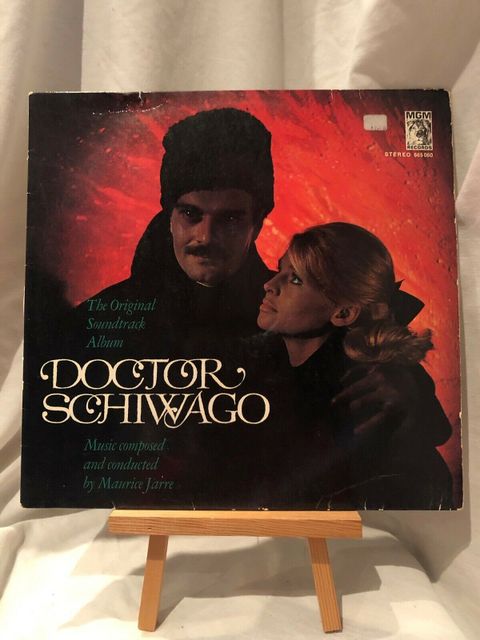 MGM
RECORDS
STEREO 665 060
The Original
Soundtrack
Album
DOCTOR
SCHIWAGO
Music composed
and conducted
by Maurice Jarre